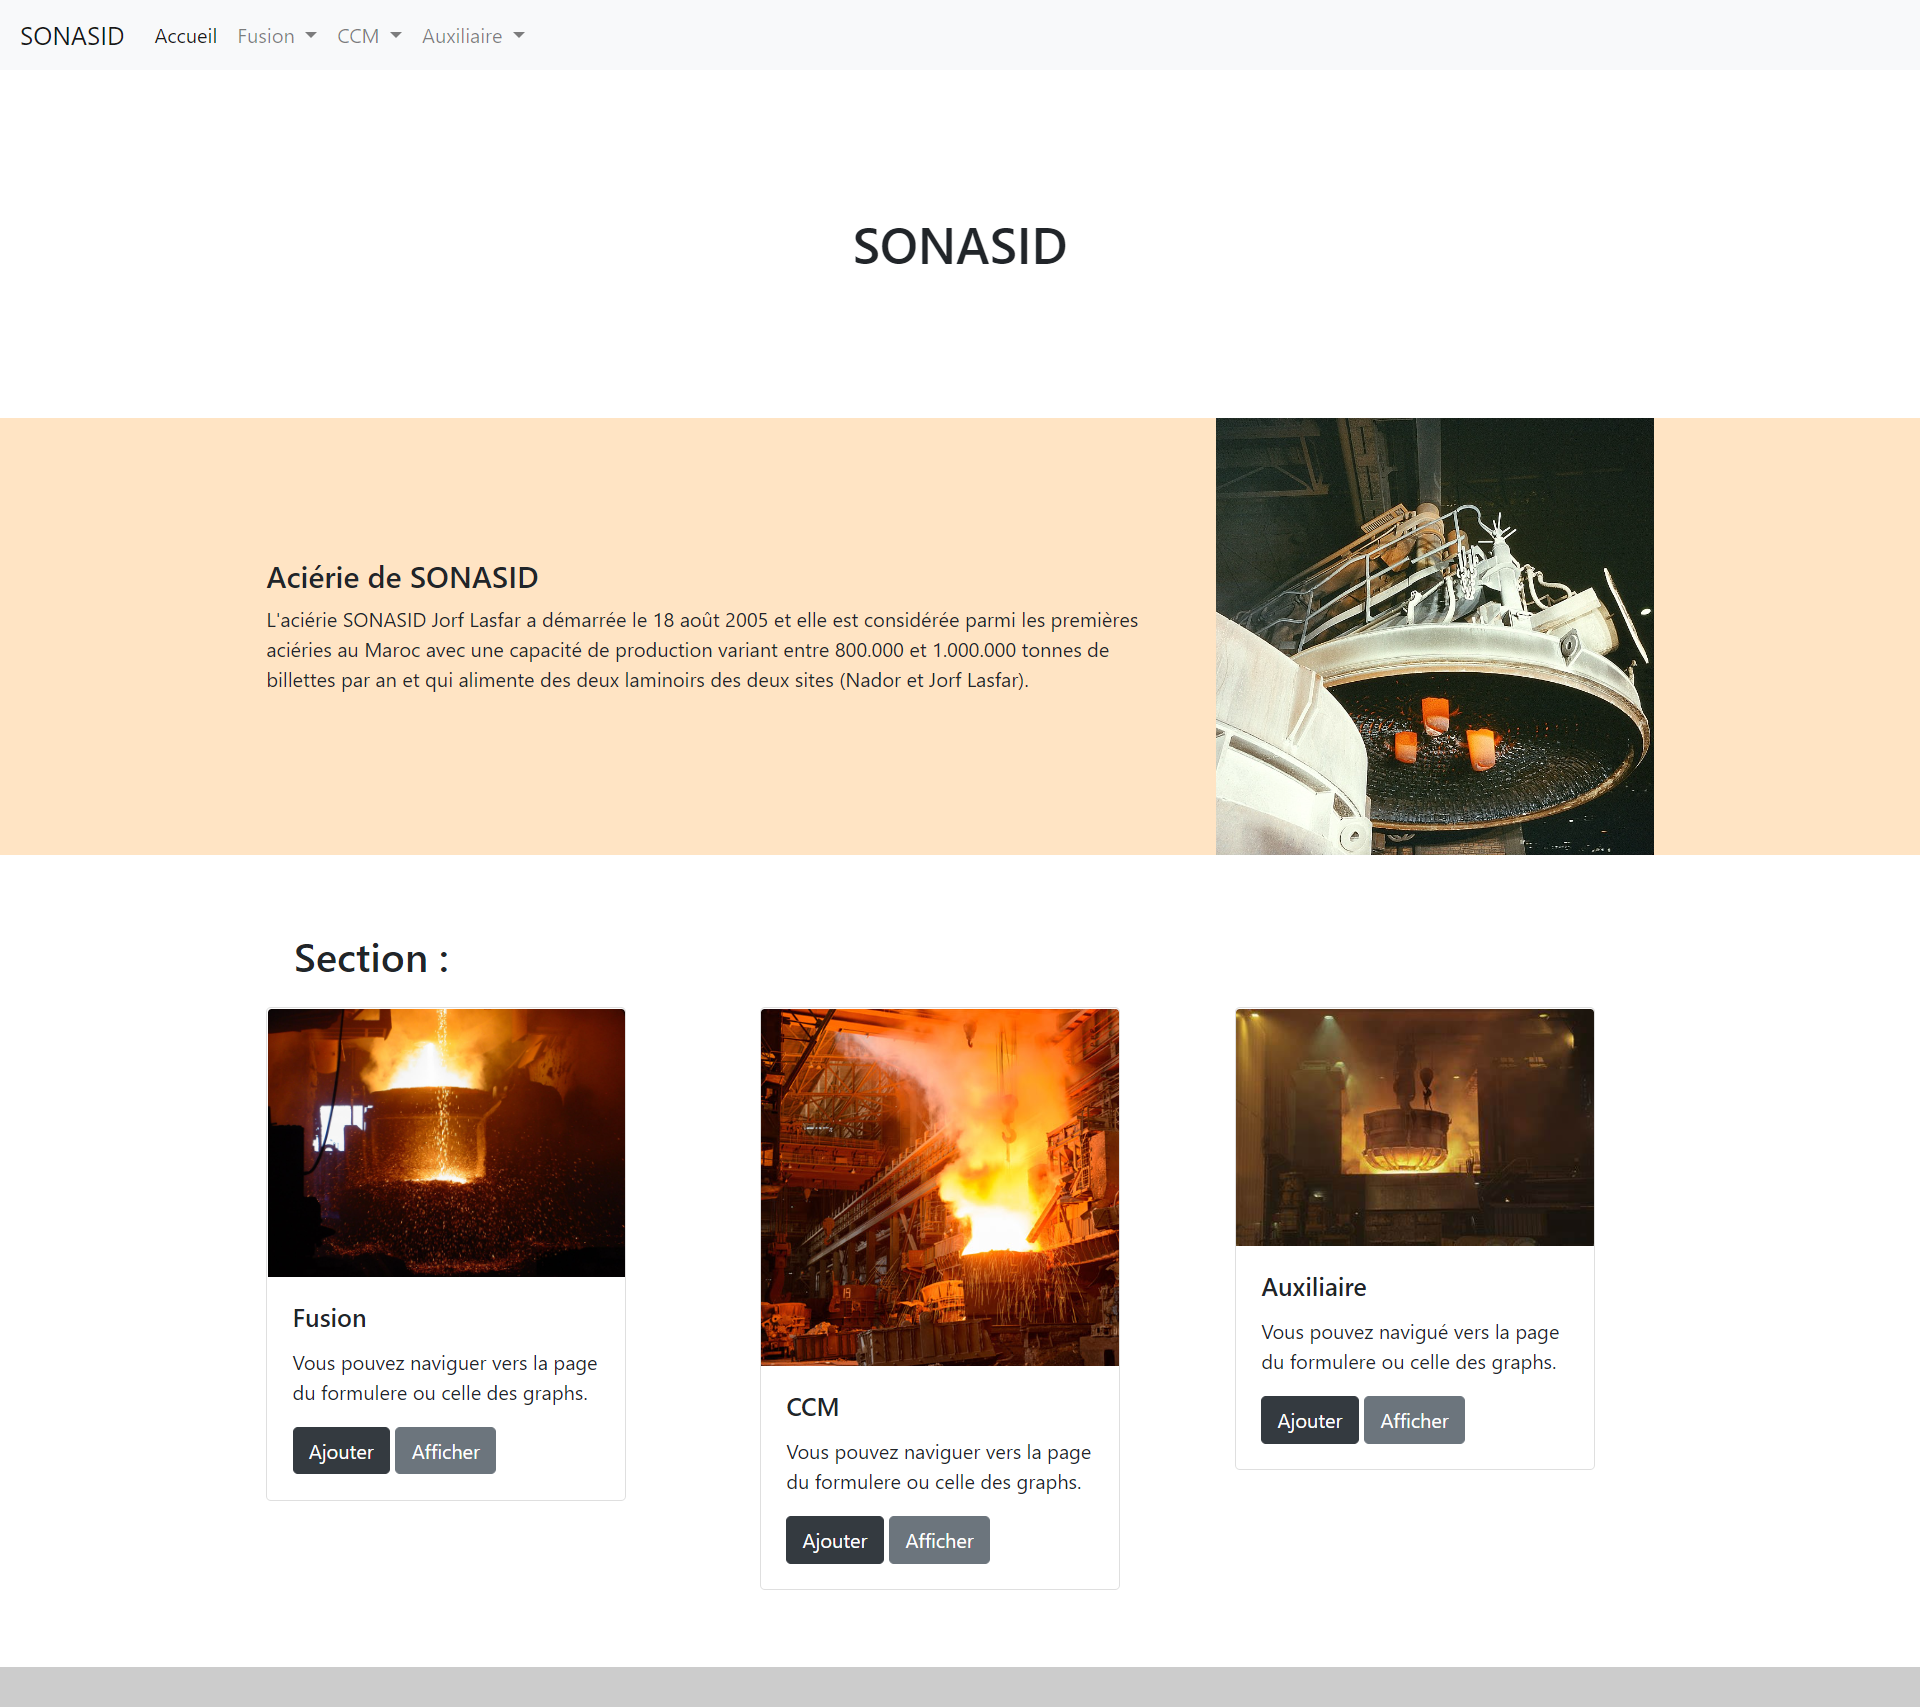 SONASID Accueil Fusion CCM Auxiliaire
SONASID
Aciérie de SONASID
L'aciérie SONASID Jorf Lasfar a démarrée le 18 août 2005 et elle est considérée parmi les premières
aciéries au Maroc avec une capacité de production variant entre 800.000 et 1.000.000 tonnes de
billettes par an et qui alimente des deux laminoirs des deux sites (Nador et Jorf Lasfar).
Section :
Fusion
Vous pouvez naviguer vers la page
du formulere ou celle des graphs.
Ajouter Afficher
CCM
Vous pouvez naviguer vers la page
du formulere ou celle des graphs.
Ajouter Afficher
Auxiliaire
Vous pouvez navigué vers la page
du formulere ou celle des graphs.
Ajouter Afficher